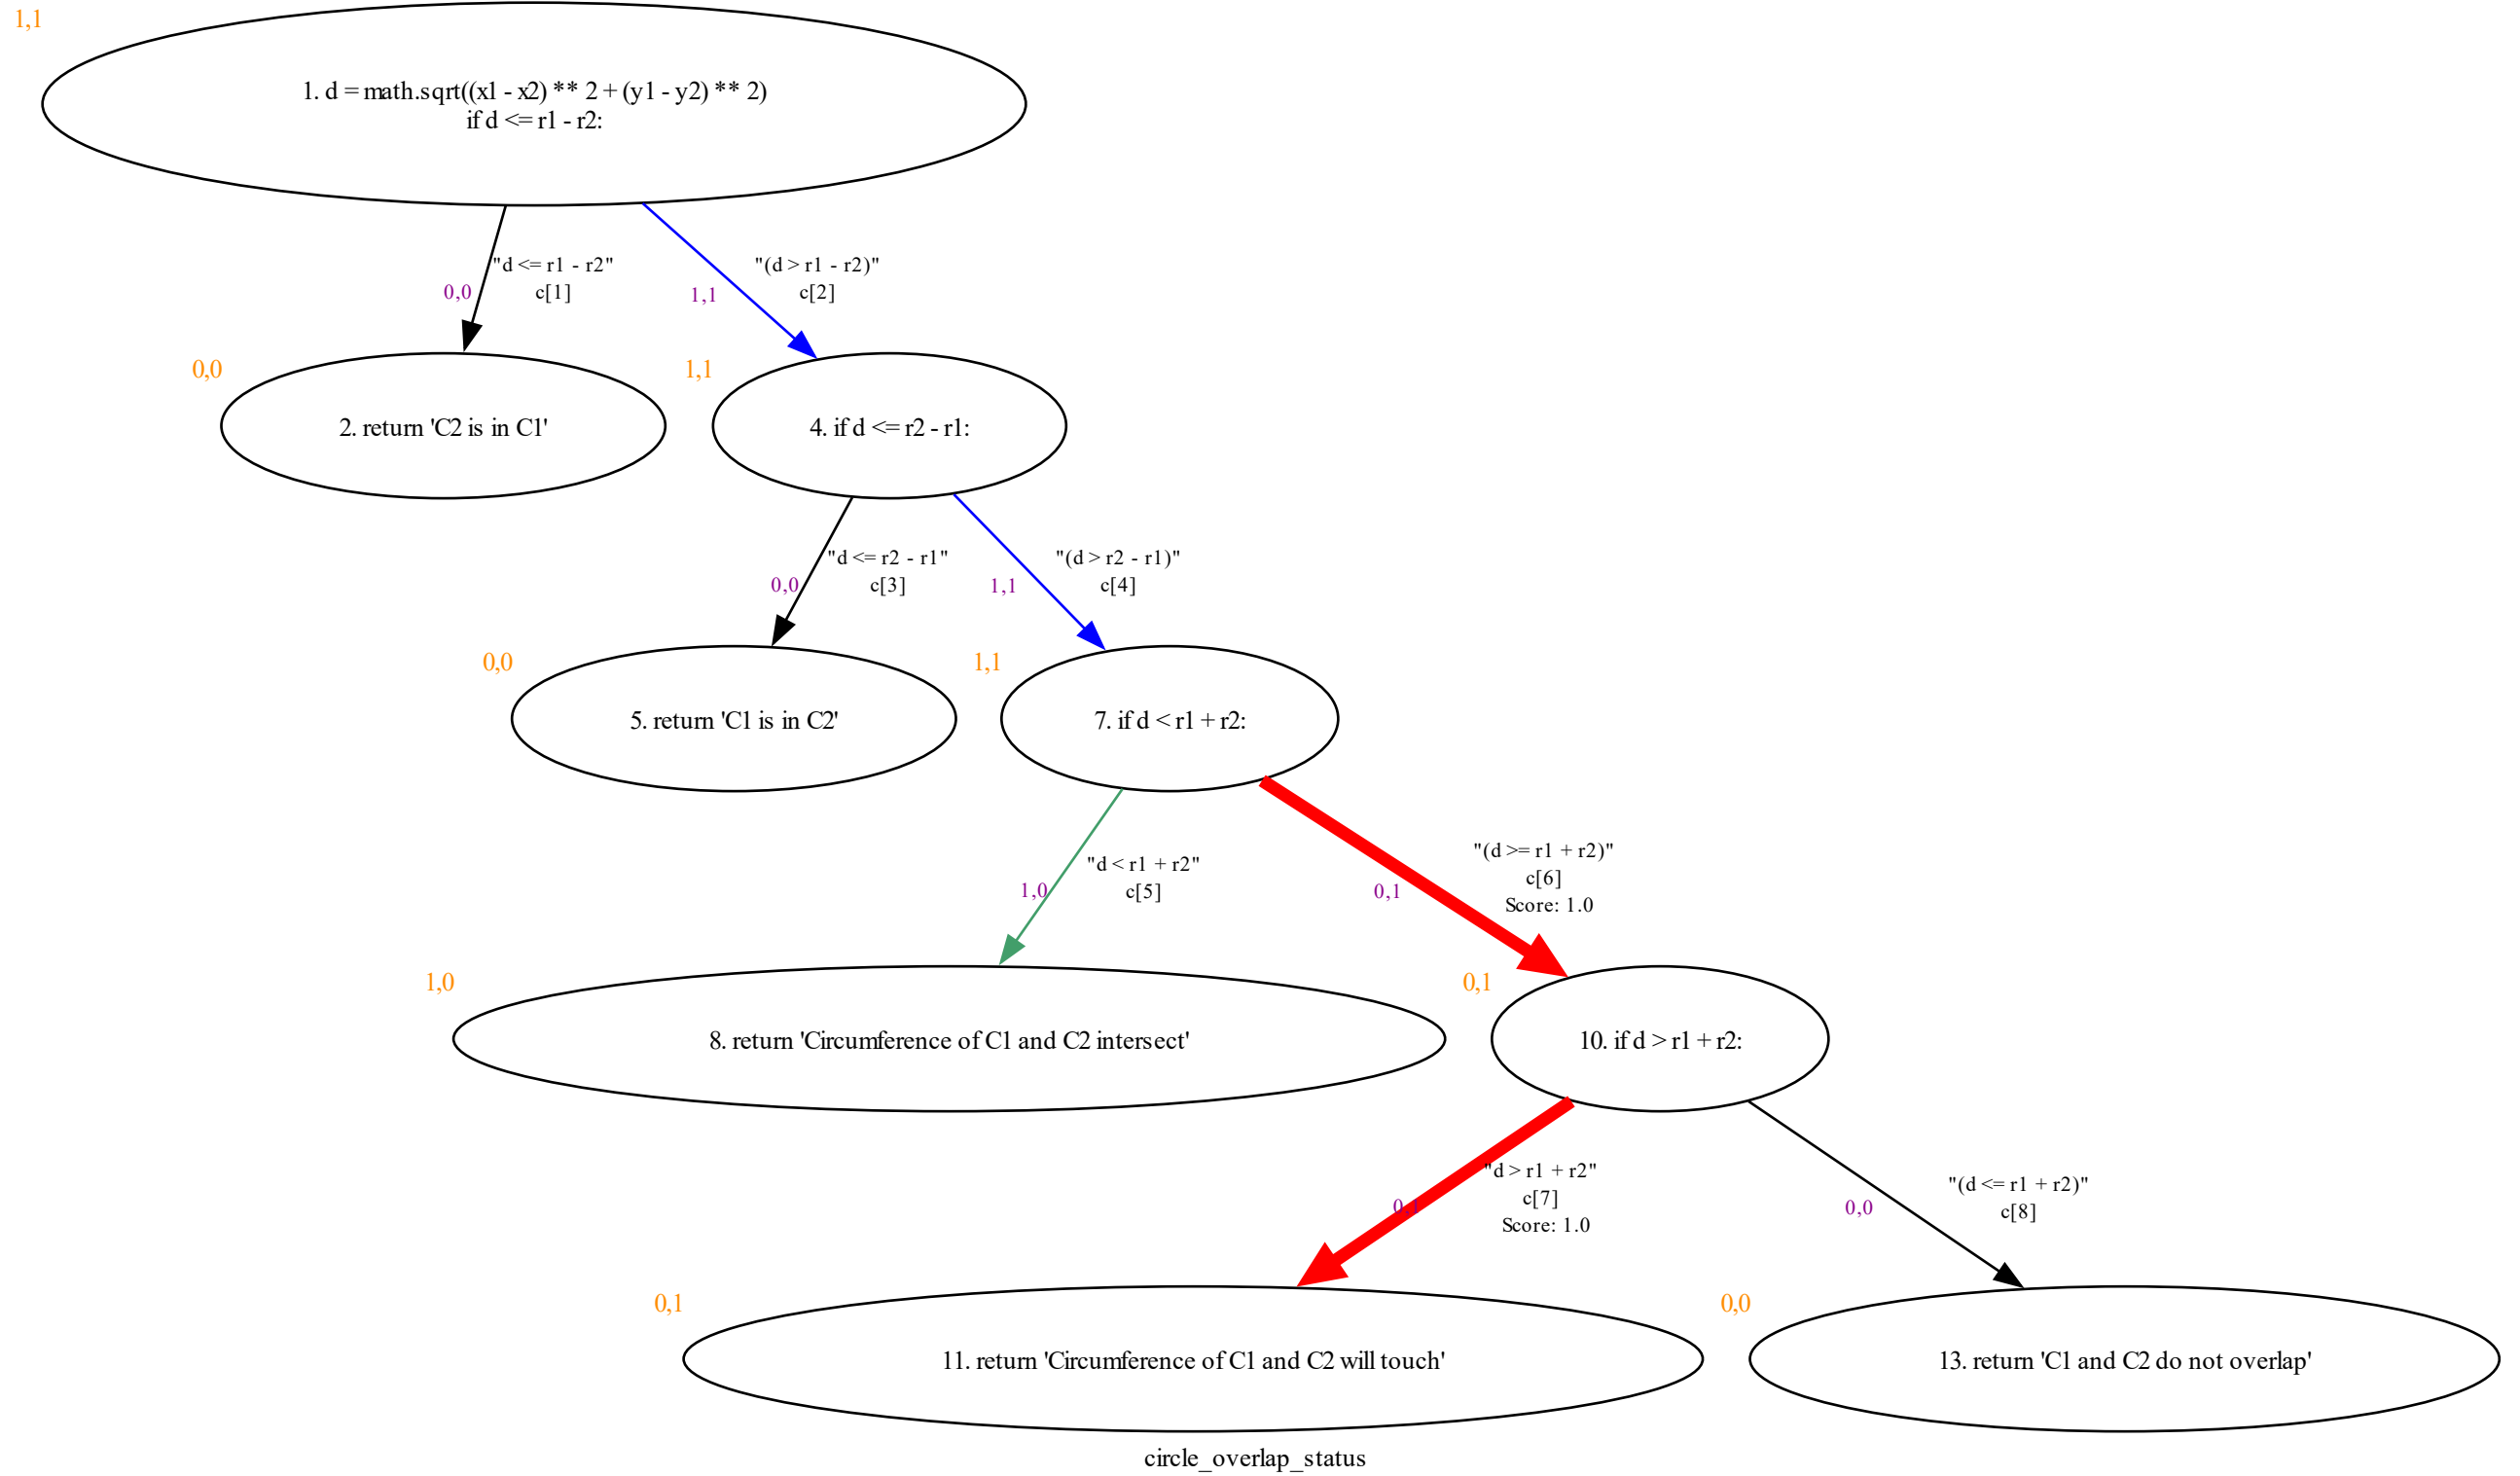 1,1
1. d = math.sqrt((x1 - x2) ** 2 + (y1 - y2) ** 2)
if d <= r1 - r2:
"d <= r1 - r2"
0,0
c[1]
"(d > r1 - r2)"
1,1
c[2]
0,0
2. return 'C2 is in C1'
1,1
4. if d <= r2 - r1:
"d <= r2 - r1"
0,0
c[3]
"(d > r2 - r1)"
1,1
c[4]
0,0
5. return 'C1 is in C2'
1,1
7. if d < r1 + r2:
"d < r1 + r2"
1,0
c[5]
"(d >= r1 + r2)"
0,1
c[6]
Score: 1.0
1,0
8. return 'Circumference of C1 and C2 intersect'
0,1
10. if d > r1 + r2:
"d > r1 + r2"
0,1
c[7]
Score: 1.0
"(d <= r1 + r2)"
0,0
c[8]
0,1
11. return 'Circumference of C1 and C2 will touch'
0,0
13. return 'C1 and C2 do not overlap'
circle_overlap_status